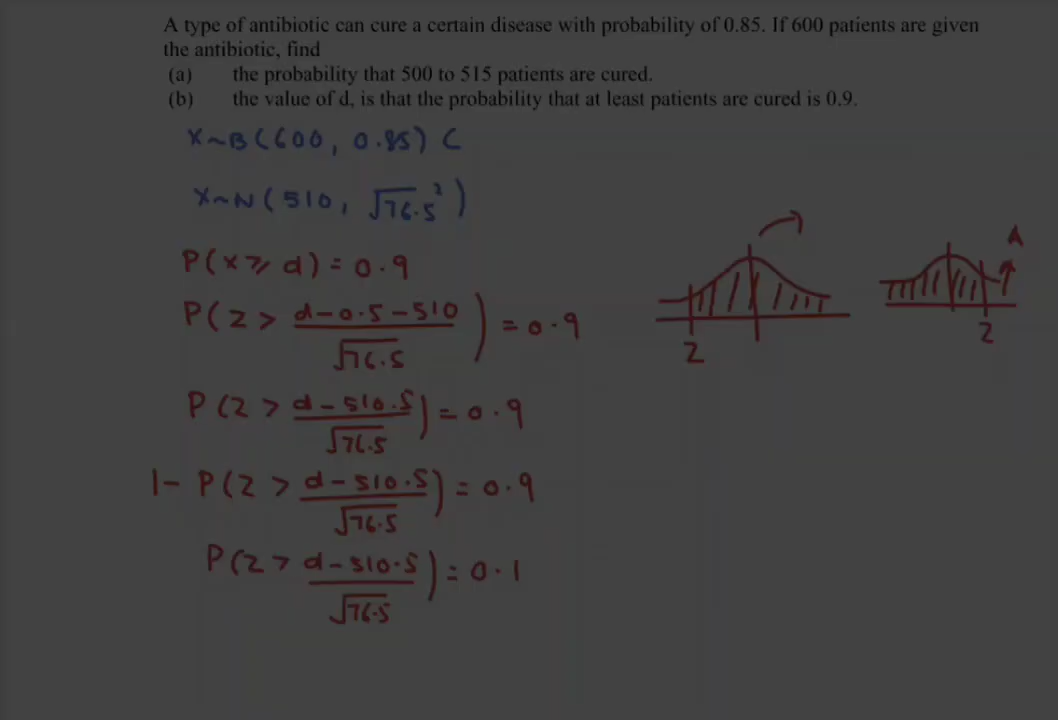 A type of antibiotic can cure a certain disease with probability of 0.85. If 600 patients are given
the antibiotic, find
(a) the probability that 500 to 515 patients are cured.
(b) the value of d, is that the probability that at least patients are cured is 0.9.
X~B(600, 0.85) C
X~N(510, √76.5²)
P(X ≥ d) = 0.9
P(Z > d-0.5-510/√76.5) = 0.9
P(Z > d-510.5/√76.5) = 0.9
1- P(Z > d-510.5/√76.5) = 0.9
P(Z > d-510.5/√76.5) = 0.1
Z
A
Z